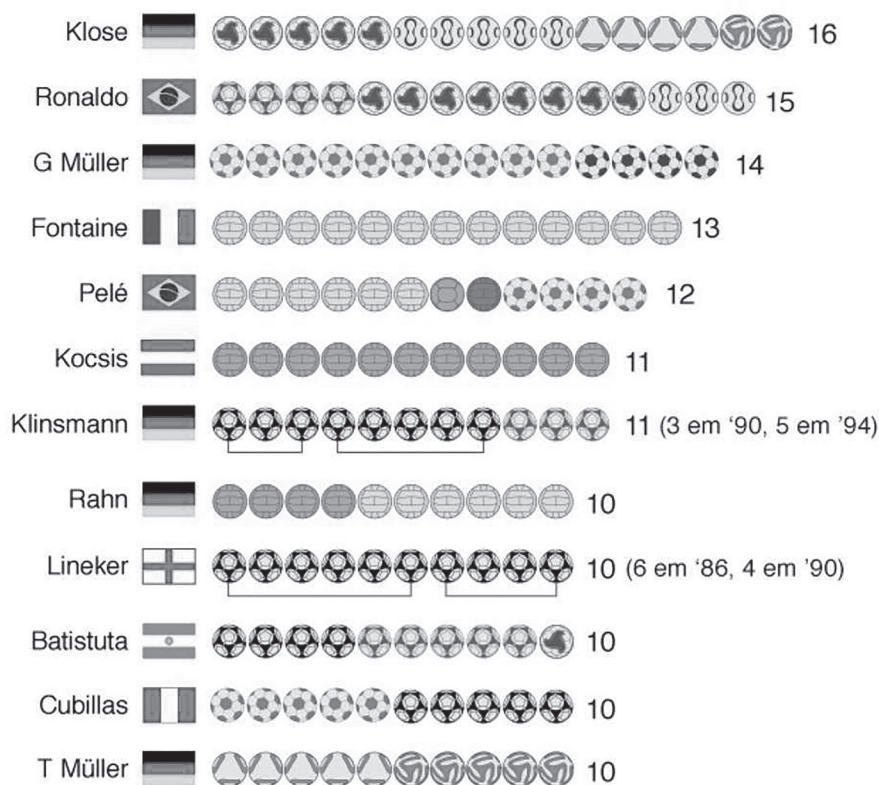 Klose 16
Ronaldo 15
G Müller 14
Fontaine 13
Pelé 12
Kocsis 11
Klinsmann 11 (3 em ‘90, 5 em ’94)
Rahn 10
Lineker 10 (6 em ‘86, 4 em ’90)
Batistuta 10
Cubillas 10
T Müller 10